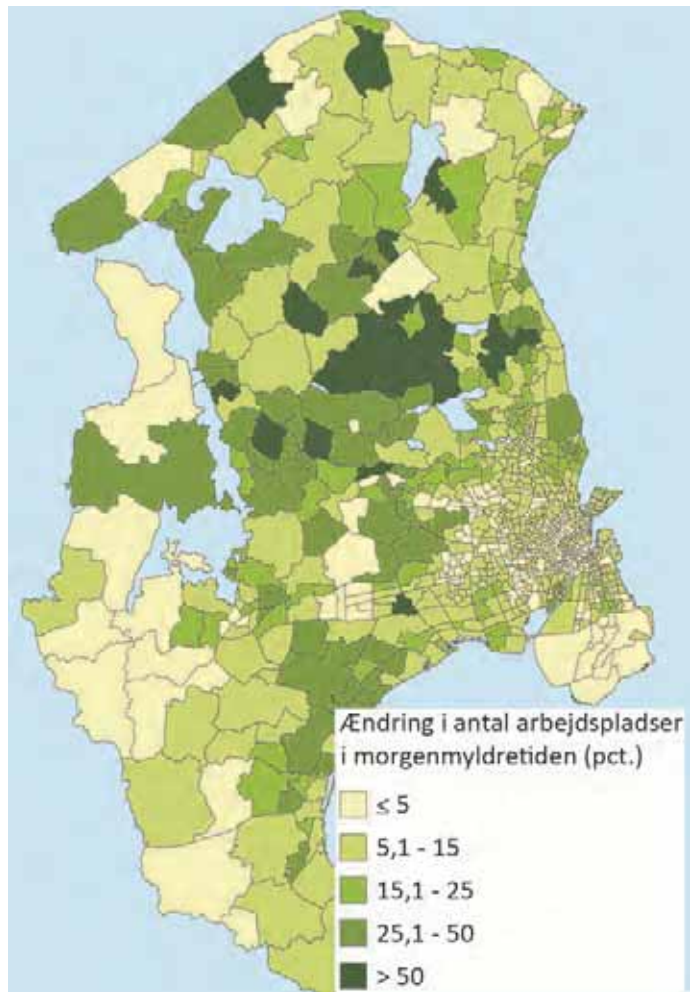 Ændring i antal arbejdspladser
i morgenmyldretiden (pct.)
≤ 5
5,1 - 15
15,1 - 25
25,1 - 50
> 50